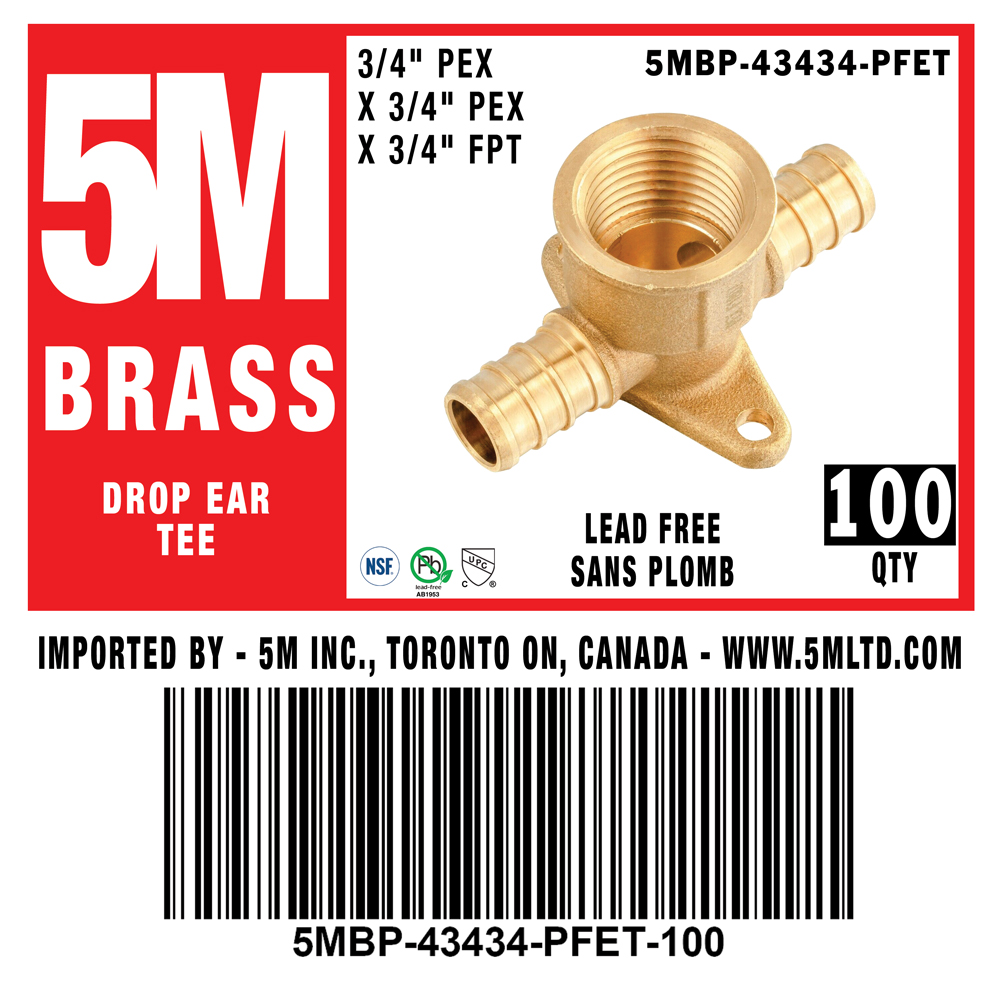 5M
BRASS
DROP EAR
TEE
3/4" PEX
X 3/4" PEX
X 3/4" FPT
5MBP-43434-PFET
LEAD FREE
SANS PLOMB
100
QTY
NSF.
Pb
lead-free
AB1953
UPC
C ®
IMPORTED BY - 5M INC., TORONTO ON, CANADA - WWW.5MLTD.COM
5MBP-43434-PFET-100